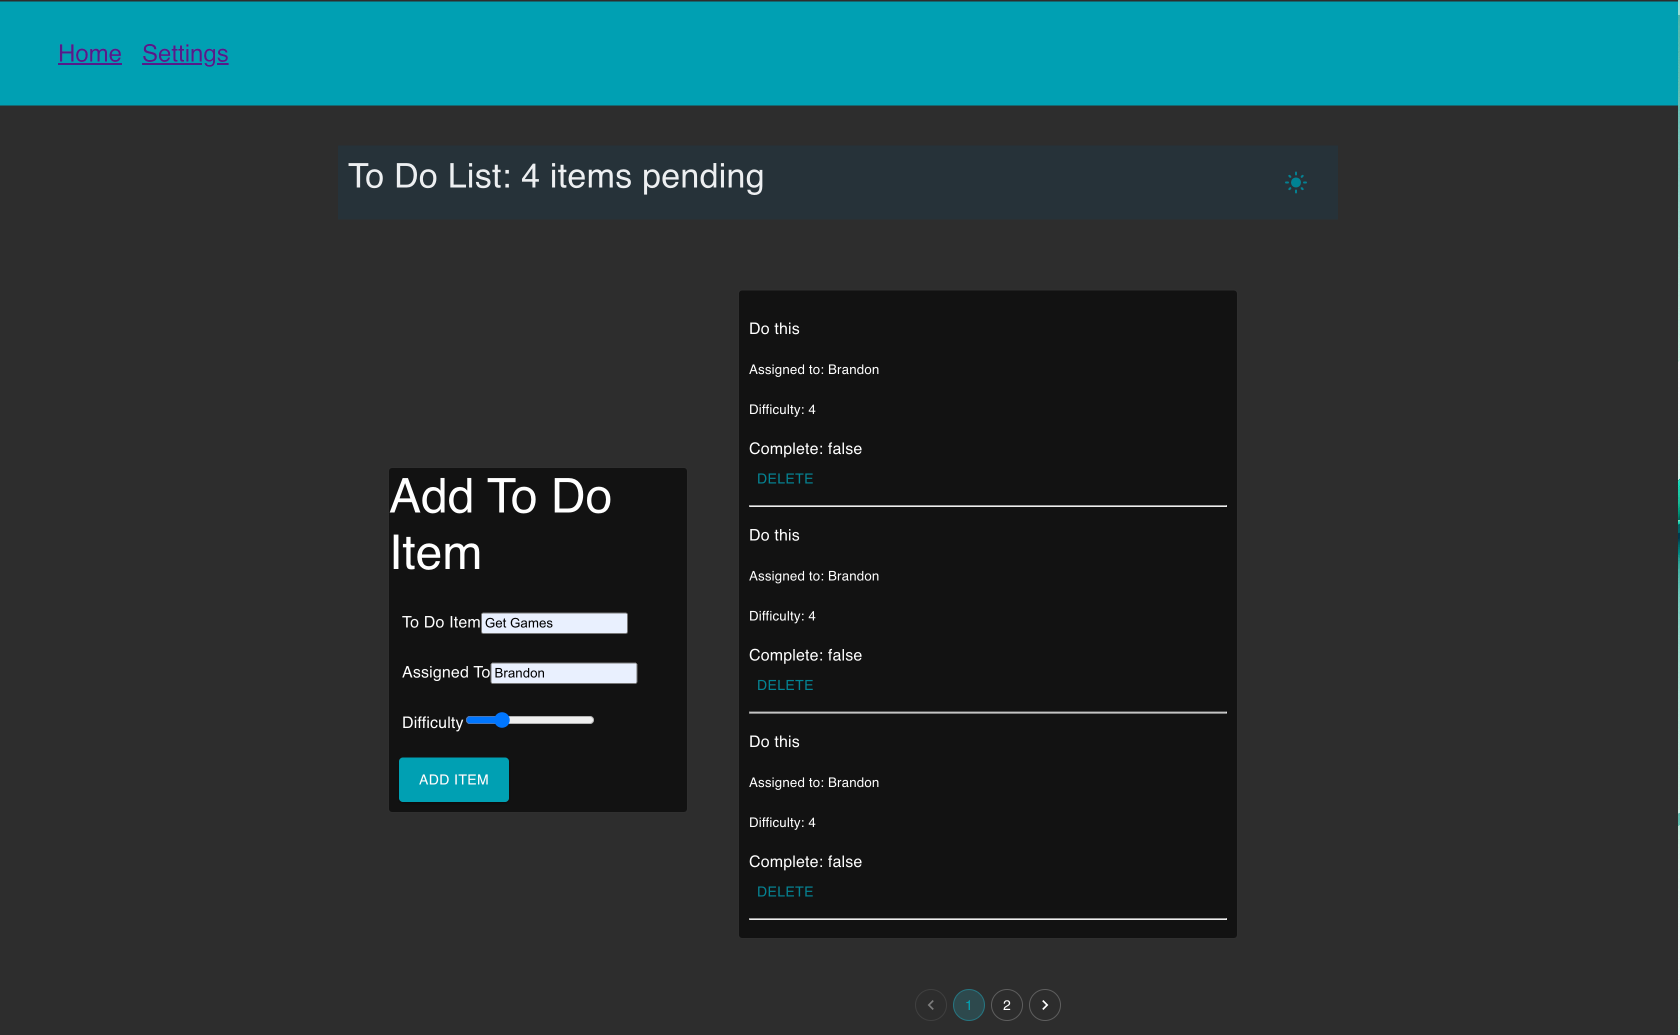 Home Settings
To Do List: 4 items pending
Add To Do
Item
To Do Item Get Games
Assigned To Brandon
Difficulty
ADD ITEM
Do this
Assigned to: Brandon
Difficulty: 4
Complete: false
DELETE
Do this
Assigned to: Brandon
Difficulty: 4
Complete: false
DELETE
Do this
Assigned to: Brandon
Difficulty: 4
Complete: false
DELETE
1 2